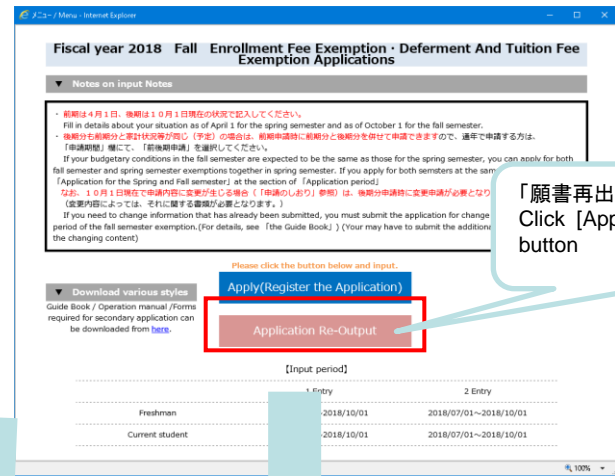 メニュー / Menu - Internet Explorer
Fiscal year 2018 Fall Enrollment Fee Exemption・Deferment And Tuition Fee
Exemption Applications
▼ Notes on input Notes
・ 前期は４月１日、後期は１０月１日現在の状況で記入してください。
Fill in details about your situation as of April 1 for the spring semester and as of October 1 for the fall semester.
・ 後期分も前期分と家計状況等が同じ（予定）の場合は、前期申請時に前期分と後期分を併せて申請できますので、通年で申請する方は、
「申請期間」欄にて、「前後期申請」を選択してください。
If your budgetary conditions in the fall semester are expected to be the same as those for the spring semester, you can apply for both
fall semester and spring semester exemptions together in spring semester. If you apply for both semsters at the sam
「Application for the Spring and Fall semester」at the section of 「Application period」
なお、１０月１日現在で申請内容に変更が生じる場合（「申請のしおり」参照）は、後期分申請時に変更申請が必要となり
（変更内容によっては、それに関する書類が必要となります。）
If you need to change information that has already been submitted, you must submit the application for change
period of the fall semester exemption.(For details, see 「the Guide Book」) (Your may have to submit the additiona
the changing content)
「願書再出
Click [App
button
Please click the button below and input.
Apply(Register the Application)
▼ Download various styles
Guide Book / Operation manual /Forms
required for secondary application can
be downloaded from here.
Application Re-Output
【Input period】
1 Entry 2 Entry
Freshman 2018/10/01 2018/07/01～2018/10/01
Current student 2018/10/01 2018/07/01～2018/10/01
100%